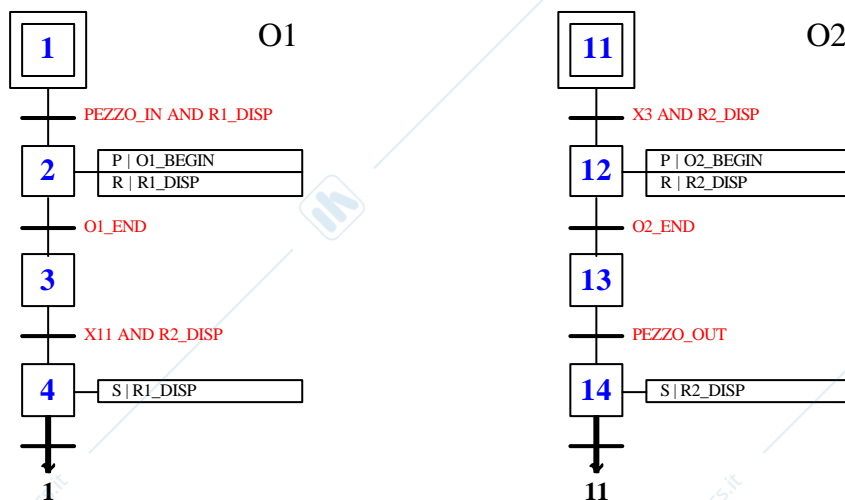 O1
1
PEZZO_IN AND R1_DISP
2
P | O1_BEGIN
R | R1_DISP
O1_END
3
X11 AND R2_DISP
4
S | R1_DISP
1
O2
11
X3 AND R2_DISP
12
P | O2_BEGIN
R | R2_DISP
O2_END
13
PEZZO_OUT
14
S | R2_DISP
11